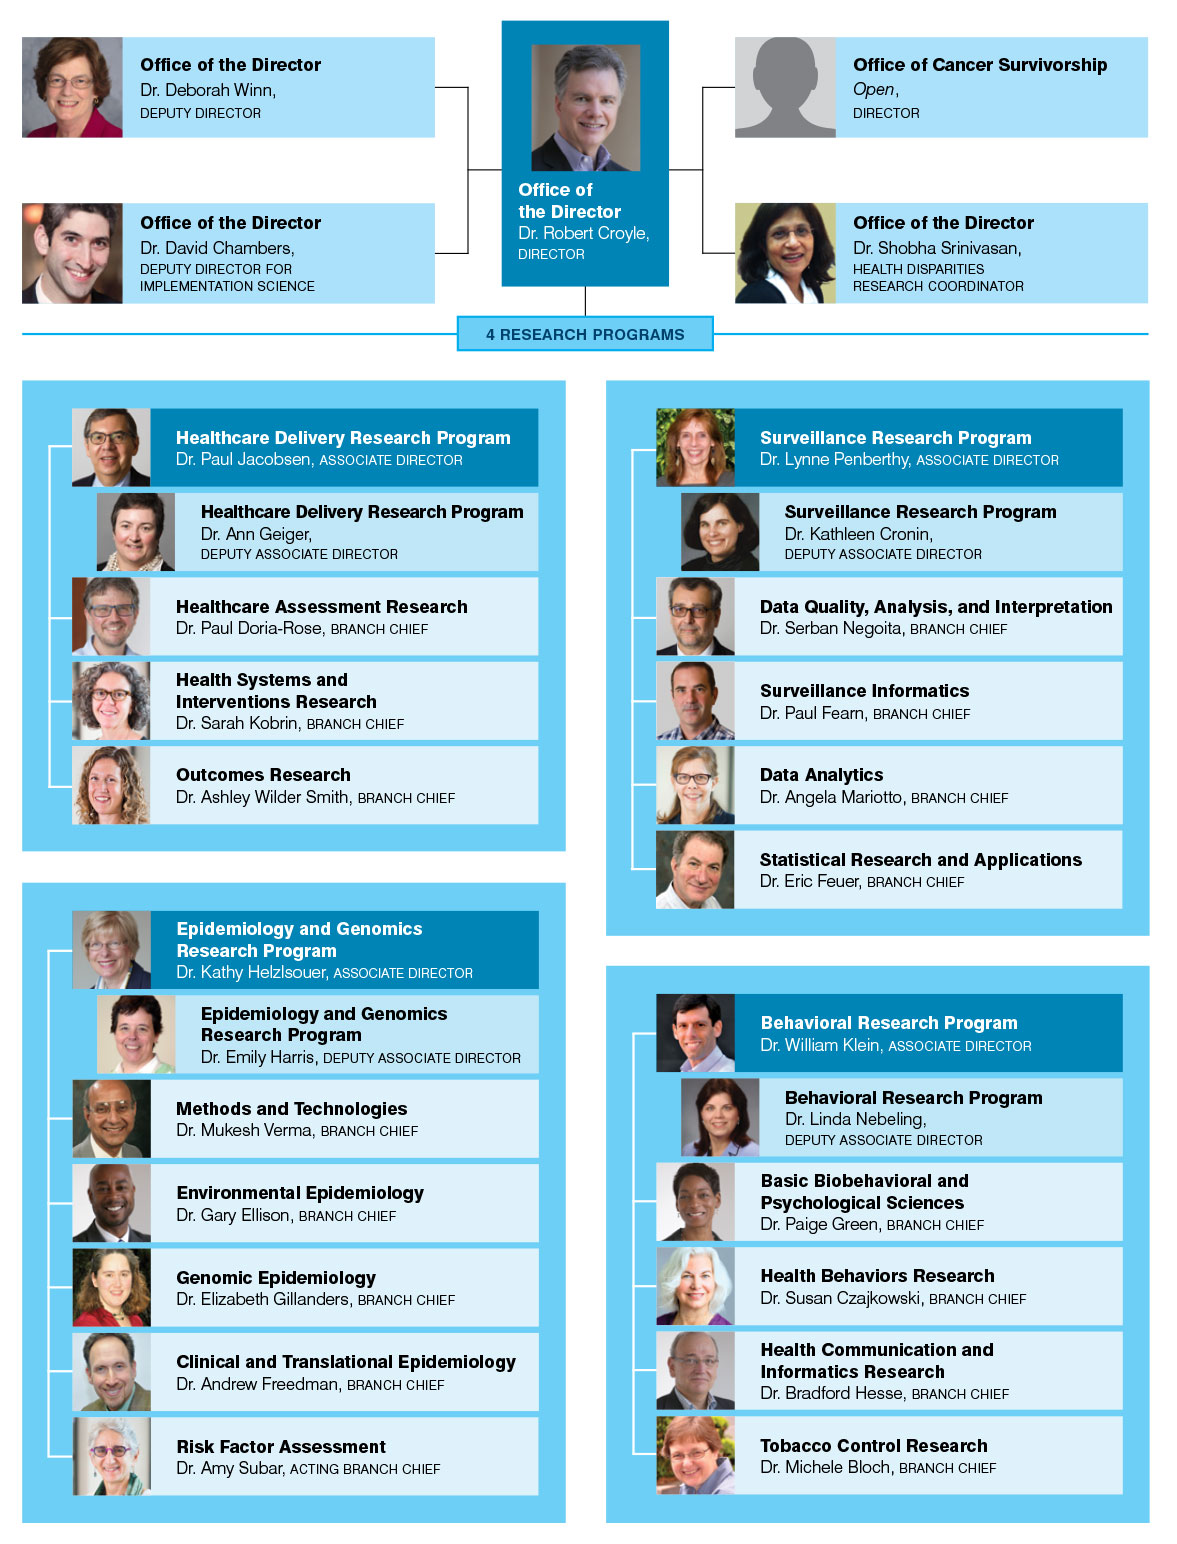 Office of the Director
Dr. Deborah Winn,
DEPUTY DIRECTOR
Office of the Director
Dr. David Chambers,
DEPUTY DIRECTOR FOR
IMPLEMENTATION SCIENCE
Office of
the Director
Dr. Robert Croyle,
DIRECTOR
Office of Cancer Survivorship
Open,
DIRECTOR
Office of the Director
Dr. Shobha Srinivasan,
HEALTH DISPARITIES
RESEARCH COORDINATOR
4 RESEARCH PROGRAMS
Healthcare Delivery Research Program
Dr. Paul Jacobsen, ASSOCIATE DIRECTOR
Healthcare Delivery Research Program
Dr. Ann Geiger,
DEPUTY ASSOCIATE DIRECTOR
Healthcare Assessment Research
Dr. Paul Doria-Rose, BRANCH CHIEF
Health Systems and
Interventions Research
Dr. Sarah Kobrin, BRANCH CHIEF
Outcomes Research
Dr. Ashley Wilder Smith, BRANCH CHIEF
Surveillance Research Program
Dr. Lynne Penberthy, ASSOCIATE DIRECTOR
Surveillance Research Program
Dr. Kathleen Cronin,
DEPUTY ASSOCIATE DIRECTOR
Data Quality, Analysis, and Interpretation
Dr. Serban Negoita, BRANCH CHIEF
Surveillance Informatics
Dr. Paul Fearn, BRANCH CHIEF
Data Analytics
Dr. Angela Mariotto, BRANCH CHIEF
Statistical Research and Applications
Dr. Eric Feuer, BRANCH CHIEF
Epidemiology and Genomics
Research Program
Dr. Kathy Helzlsouer, ASSOCIATE DIRECTOR
Epidemiology and Genomics
Research Program
Dr. Emily Harris, DEPUTY ASSOCIATE DIRECTOR
Methods and Technologies
Dr. Mukesh Verma, BRANCH CHIEF
Environmental Epidemiology
Dr. Gary Ellison, BRANCH CHIEF
Genomic Epidemiology
Dr. Elizabeth Gillanders, BRANCH CHIEF
Clinical and Translational Epidemiology
Dr. Andrew Freedman, BRANCH CHIEF
Risk Factor Assessment
Dr. Amy Subar, ACTING BRANCH CHIEF
Behavioral Research Program
Dr. William Klein, ASSOCIATE DIRECTOR
Behavioral Research Program
Dr. Linda Nebeling,
DEPUTY ASSOCIATE DIRECTOR
Basic Biobehavioral and
Psychological Sciences
Dr. Paige Green, BRANCH CHIEF
Health Behaviors Research
Dr. Susan Czajkowski, BRANCH CHIEF
Health Communication and
Informatics Research
Dr. Bradford Hesse, BRANCH CHIEF
Tobacco Control Research
Dr. Michele Bloch, BRANCH CHIEF